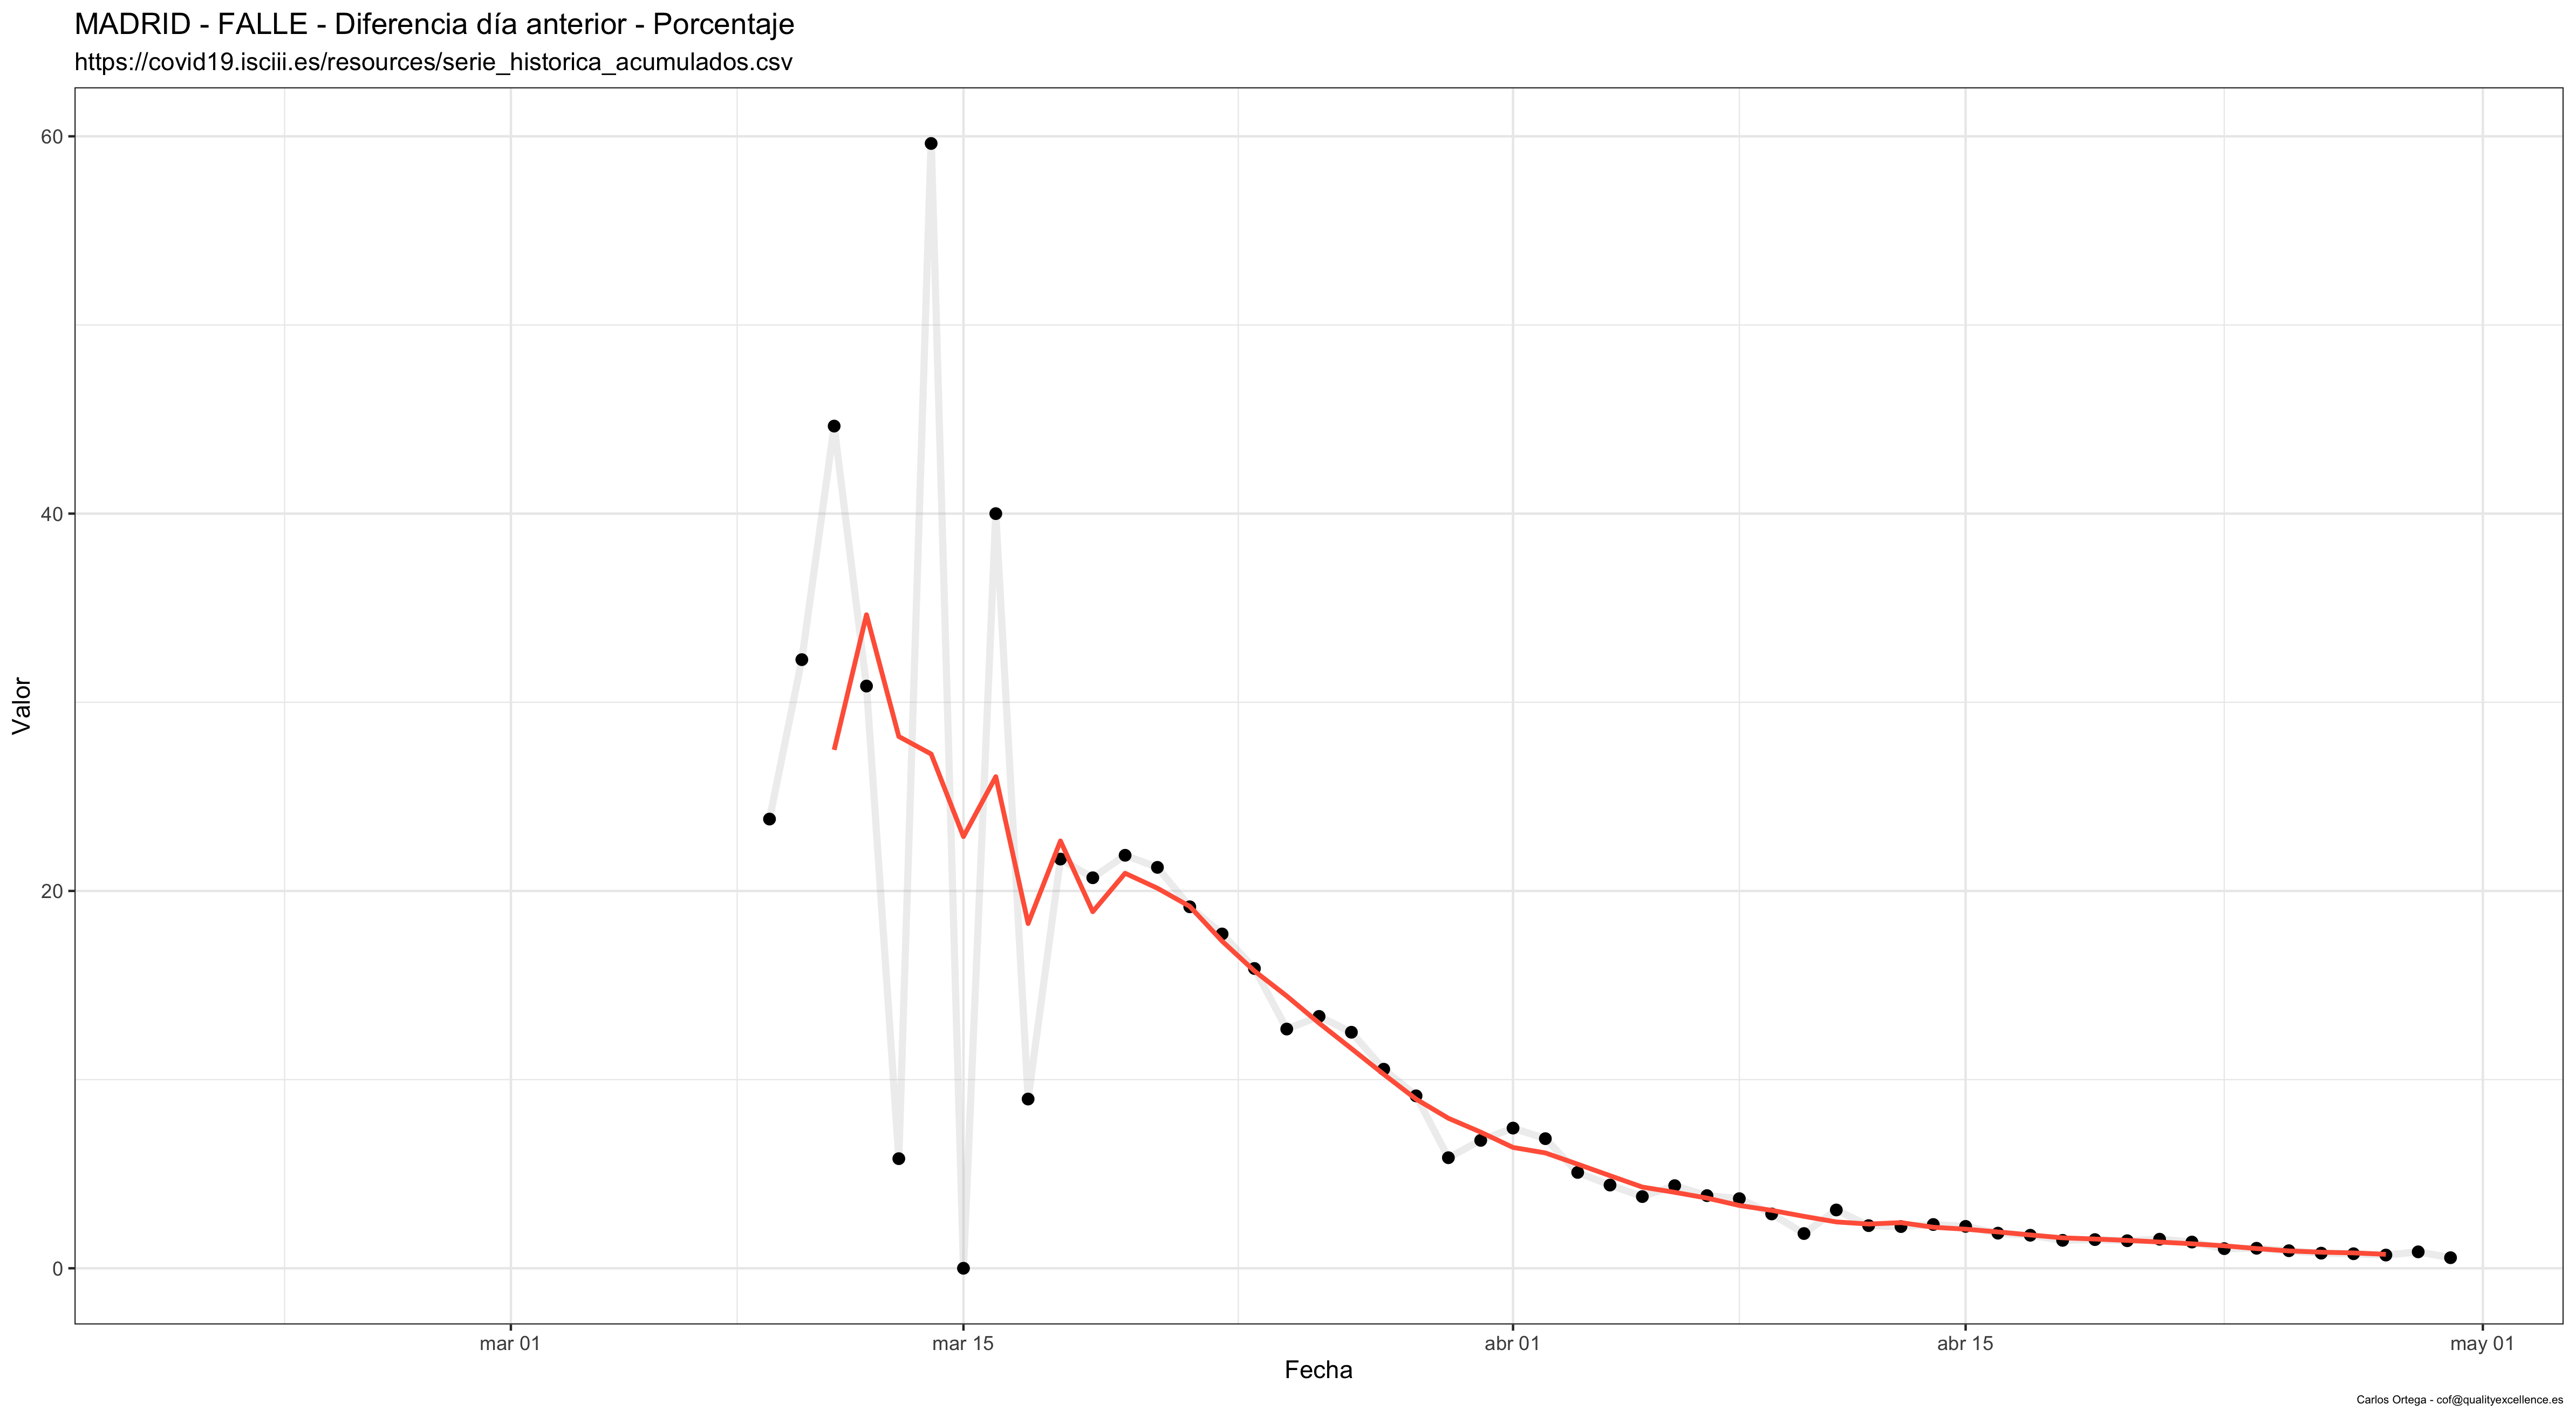 MADRID - FALLE - Diferencia día anterior - Porcentaje
https://covid19.isciii.es/resources/serie_historica_acumulados.csv
60
40
20
0
Valor
mar 01
mar 15
abr 01
abr 15
may 01
Fecha
Carlos Ortega - cof@qualityexcellence.es